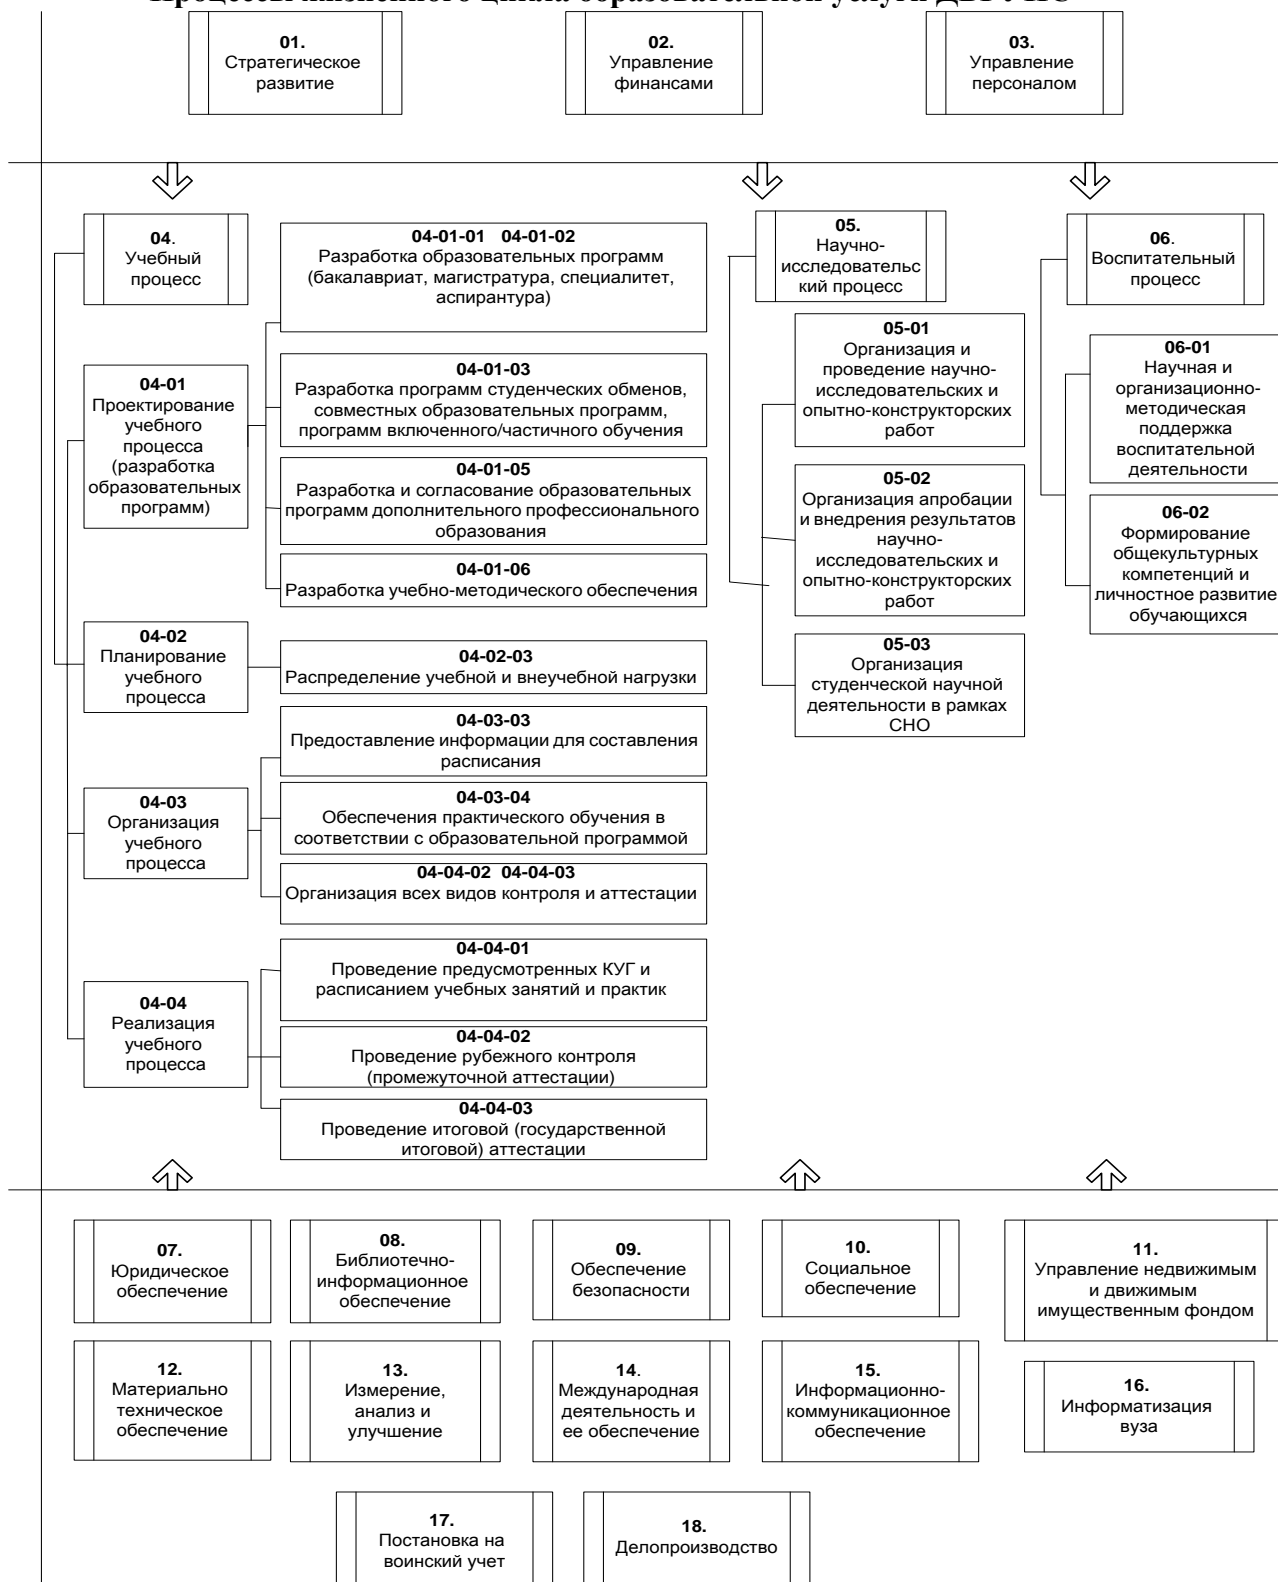 Процессы жизненного цикла образовательной услуги ДВГУПС
01.
Стратегическое
развитие
02.
Управление
финансами
03.
Управление
персоналом
04.
Учебный
процесс
04-01-01 04-01-02
Разработка образовательных программ
(бакалавриат, магистратура, специалитет,
аспирантура)
04-01
Проектирование
учебного
процесса
(разработка
образовательных
программ)
04-01-03
Разработка программ студенческих обменов,
совместных образовательных программ,
программ включенного/частичного обучения
04-01-05
Разработка и согласование образовательных
программ дополнительного профессионального
образования
04-01-06
Разработка учебно-методического обеспечения
04-02
Планирование
учебного
процесса
04-02-03
Распределение учебной и внеучебной нагрузки
04-03-03
Предоставление информации для составления
расписания
04-03
Организация
учебного
процесса
04-03-04
Обеспечения практического обучения в
соответствии с образовательной программой
04-04-02 04-04-03
Организация всех видов контроля и аттестации
04-04-01
Проведение предусмотренных КУГ и
расписанием учебных занятий и практик
04-04
Реализация
учебного
процесса
04-04-02
Проведение рубежного контроля
(промежуточной аттестации)
04-04-03
Проведение итоговой (государственной
итоговой) аттестации
05.
Научно-
исследовательс
кий процесс
05-01
Организация и
проведение научно-
исследовательских и
опытно-конструкторских
работ
05-02
Организация апробации
и внедрения результатов
научно-
исследовательских и
опытно-конструкторских
работ
05-03
Организация
студенческой научной
деятельности в рамках
СНО
06.
Воспитательный
процесс
06-01
Научная и
организационно-
методическая
поддержка
воспитательной
деятельности
06-02
Формирование
общекультурных
компетенций и
личностное развитие
обучающихся
07.
Юридическое
обеспечение
08.
Библиотечно-
информационное
обеспечение
09.
Обеспечение
безопасности
10.
Социальное
обеспечение
11.
Управление недвижимым
и движимым
имущественным фондом
12.
Материально
техническое
обеспечение
13.
Измерение,
анализ и
улучшение
14.
Международная
деятельность и
ее обеспечение
15.
Информационно-
коммуникационное
обеспечение
16.
Информатизация
вуза
17.
Постановка на
воинский учет
18.
Делопроизводство